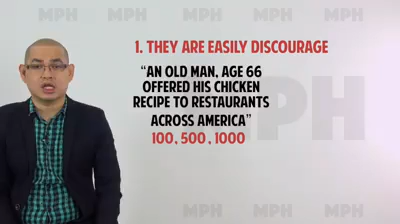 MPH MPH MPH
1. THEY ARE EASILY DISCOURAGE
“AN OLD MAN, AGE 66
OFFERED HIS CHICKEN
RECIPE TO RESTAURANTS
ACROSS AMERICA”
100, 500, 1000
MPH
MPH MPH MPH